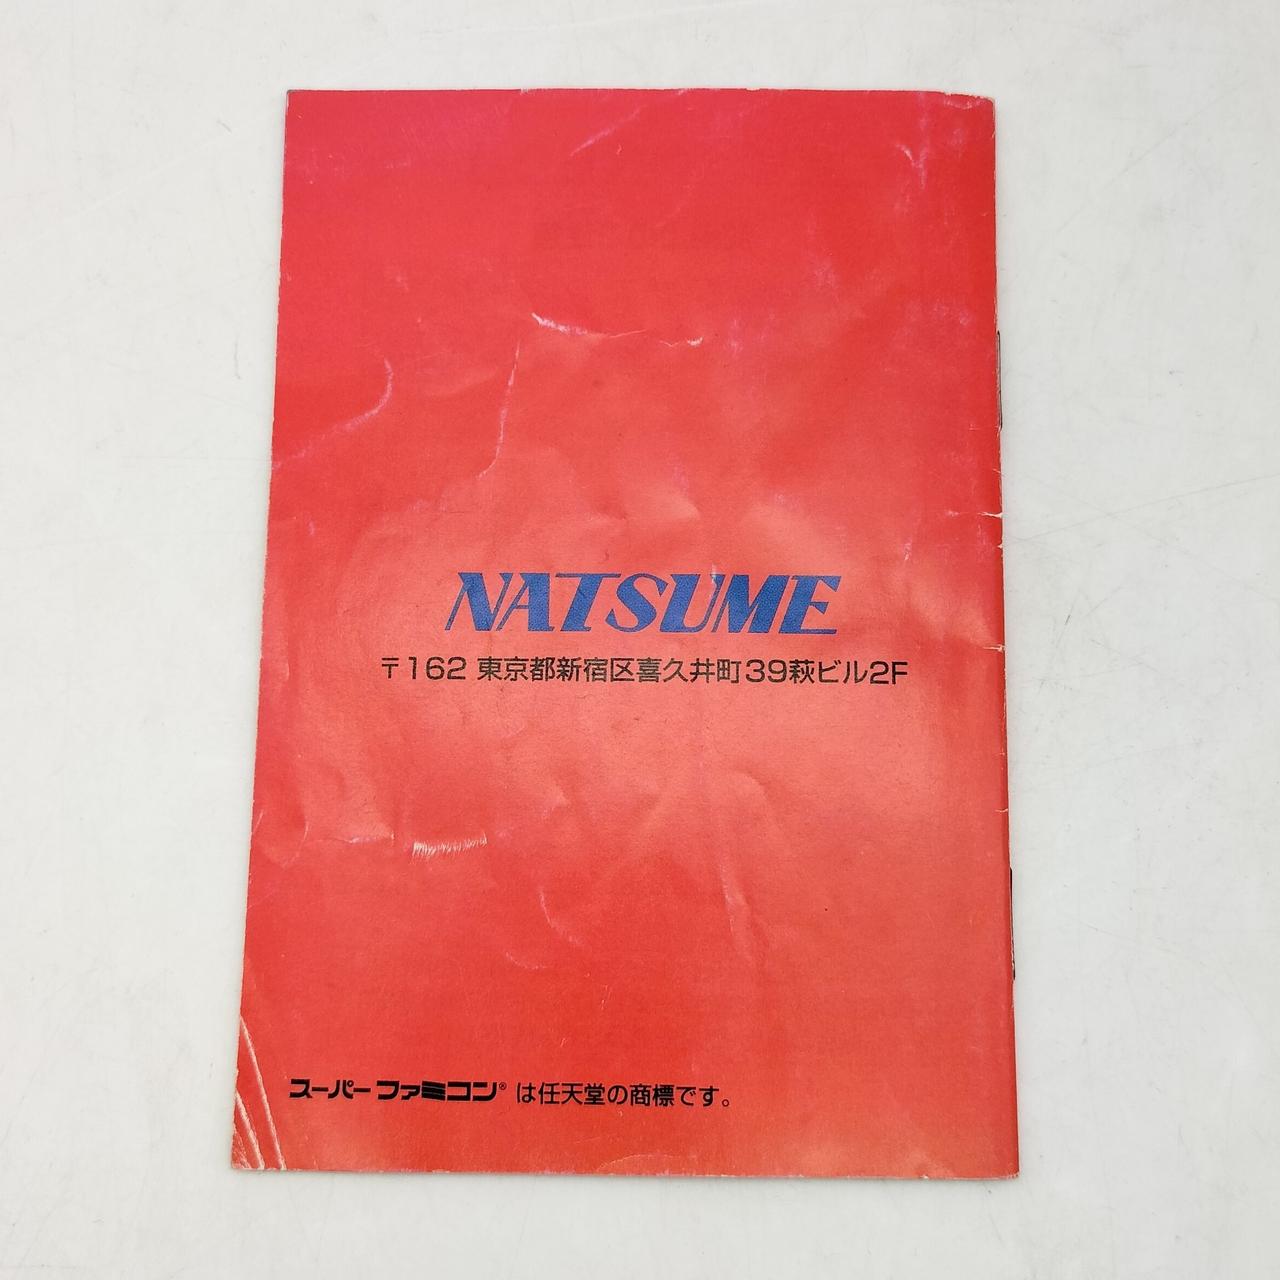 NATSUME
〒162 東京都新宿区喜久井町39萩ビル2F
スーパーファミコン® は任天堂の商標です。